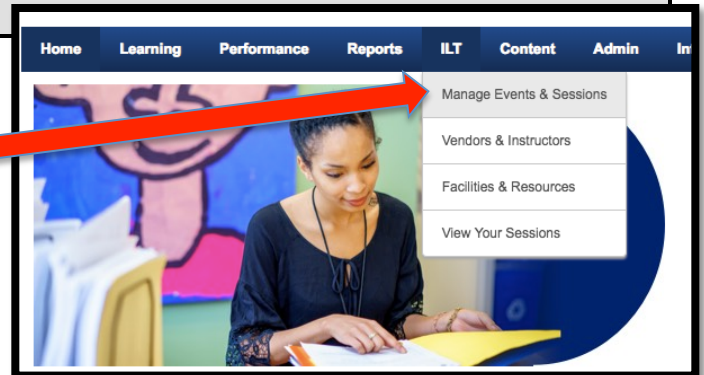 Home Learning Performance Reports ILT Content Admin
Manage Events & Sessions
Vendors & Instructors
Facilities & Resources
View Your Sessions